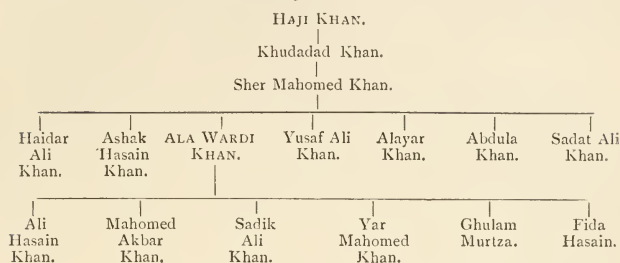 HAJI KHAN.
Khudadad Khan.
Sher Mahomed Khan.
Haidar Ali Khan.
Ashak Hasain Khan.
ALA WARDI KHAN.
Yusaf Ali Khan.
Alayar Khan.
Abdula Khan.
Sadat Ali Khan.
Ali Hasain Khan.
Mahomed Akbar Khan.
Sadik Ali Khan.
Yar Mahomed Khan.
Ghulam Murtza.
Fida Hasain.